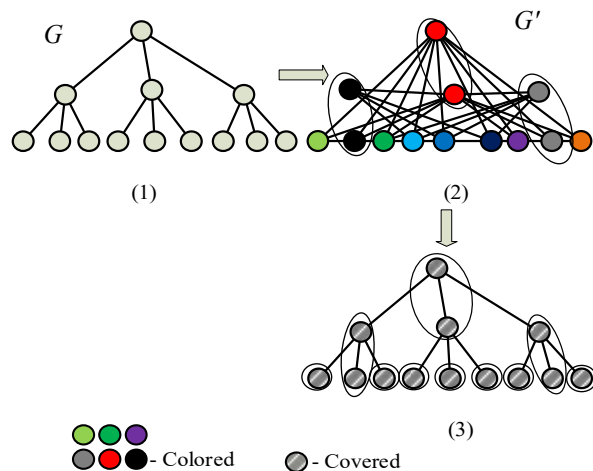 G
G′
(1)
(2)
(3)
- Colored
- Covered